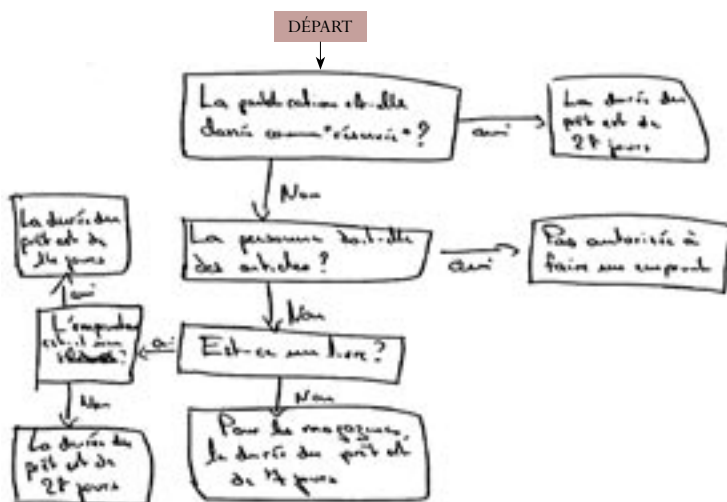 DÉPART
La publication est-elle
classée comme "réservée" ?
oui
La durée du
prêt est de
jours
Non
La durée du
prêt est de
14 jours
La personne doit-elle
des articles ?
oui
Pas autorisée à
faire un emprunt
oui
Non
L'emprunteur
est-il un
oui
Est-ce un livre ?
Non
Non
La durée du
prêt est de
jours
Pour les magazines
la durée du prêt est
de jours